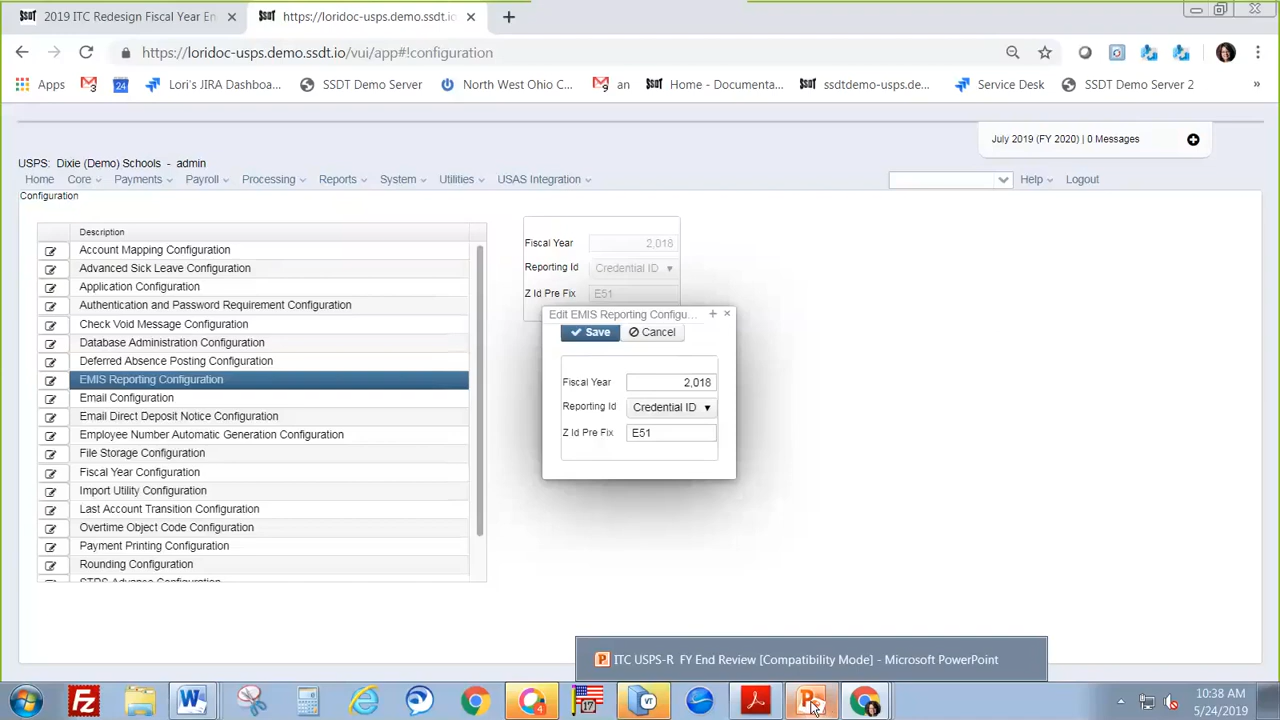 2019 ITC Redesign Fiscal Year En
https://loridoc-usps.demo.ssdt.io
https://loridoc-usps.demo.ssdt.io/vui/app#!configuration
Apps
24
Lori's JIRA Dashboa...
SSDT Demo Server
North West Ohio C...
an
Home - Documenta...
ssdtdemo-usps.de...
Service Desk
SSDT Demo Server 2
»
July 2019 (FY 2020) | 0 Messages
USPS: Dixie (Demo) Schools - admin
Home Core Payments Payroll Processing Reports System Utilities USAS Integration Help Logout
Configuration
Description
Account Mapping Configuration
Advanced Sick Leave Configuration
Application Configuration
Authentication and Password Requirement Configuration
Check Void Message Configuration
Database Administration Configuration
Deferred Absence Posting Configuration
EMIS Reporting Configuration
Email Configuration
Email Direct Deposit Notice Configuration
Employee Number Automatic Generation Configuration
File Storage Configuration
Fiscal Year Configuration
Import Utility Configuration
Last Account Transition Configuration
Overtime Object Code Configuration
Payment Printing Configuration
Rounding Configuration
STRS Advance Configuration
Fiscal Year 2,018
Reporting Id Credential ID
Z Id Pre Fix E51
Edit EMIS Reporting Configu...
Save Cancel
Fiscal Year 2,018
Reporting Id Credential ID
Z Id Pre Fix E51
ITC USPS-R FY End Review [Compatibility Mode] - Microsoft PowerPoint
10:38 AM
5/24/2019